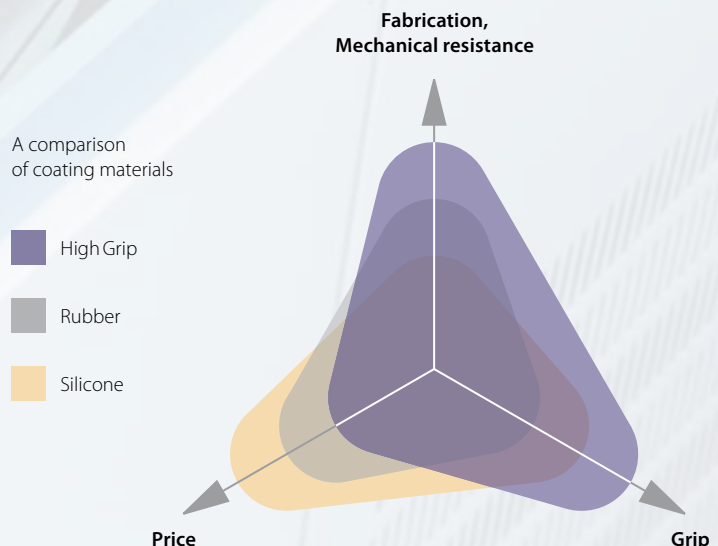 Fabrication,
Mechanical resistance
A comparison
of coating materials
High Grip
Rubber
Silicone
Price
Grip